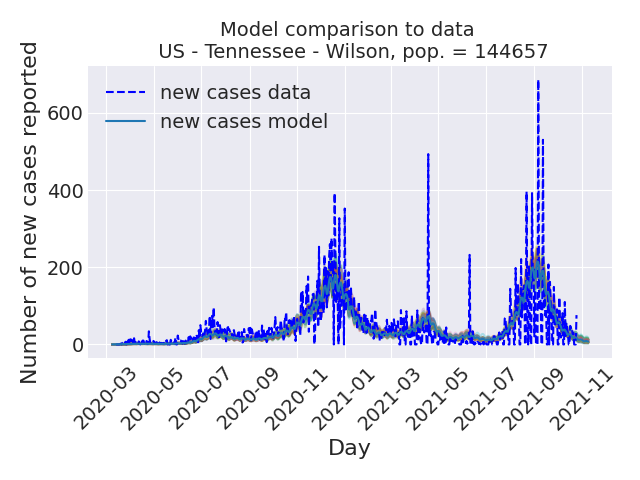 Model comparison to data
US - Tennessee - Wilson, pop. = 144657
Number of new cases reported
new cases data
new cases model
600
400
200
0
2020-03
2020-05
2020-07
2020-09
2020-11
2021-01
2021-03
2021-05
2021-07
2021-09
2021-11
Day